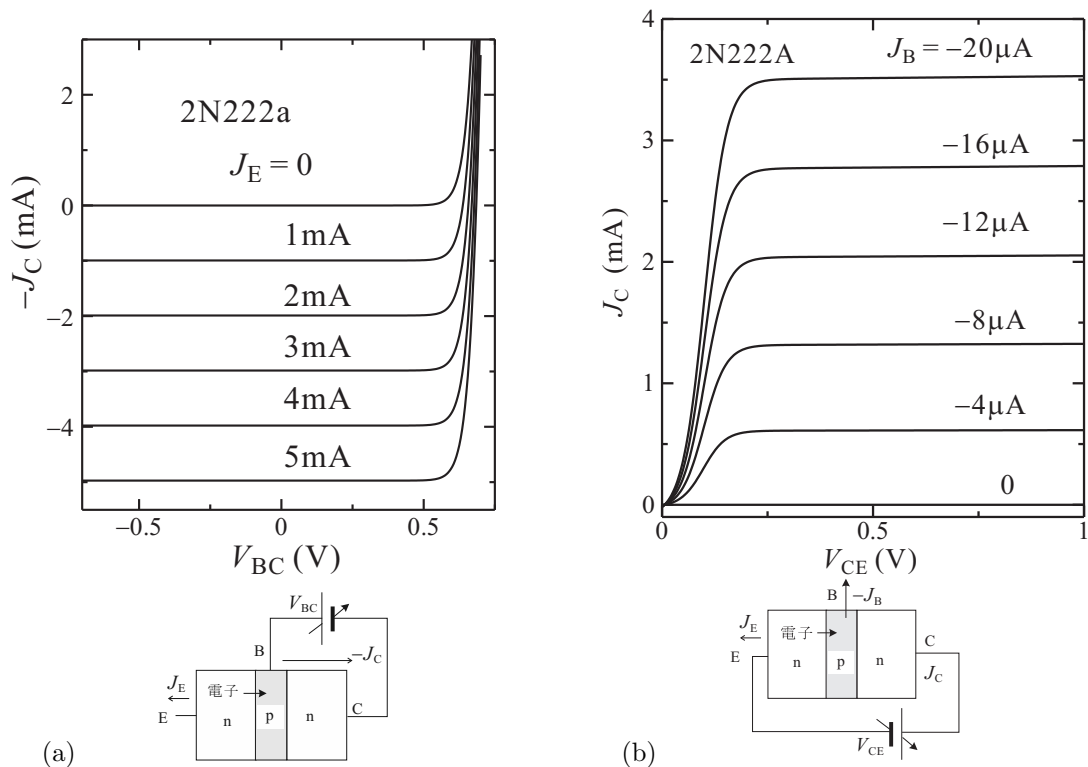 2N222a
J_E = 0
1mA
2mA
3mA
4mA
5mA
2
0
−2
−4
−J_C (mA)
−0.5
0
0.5
V_BC (V)
V_BC
B
−J_C
J_E
電子
E
n
p
n
C
(a)
2N222A
J_B = −20μA
−16μA
−12μA
−8μA
−4μA
0
4
3
2
1
0
J_C (mA)
0
0.5
1
V_CE (V)
B
−J_B
J_E
電子
E
n
p
n
C
J_C
V_CE
(b)